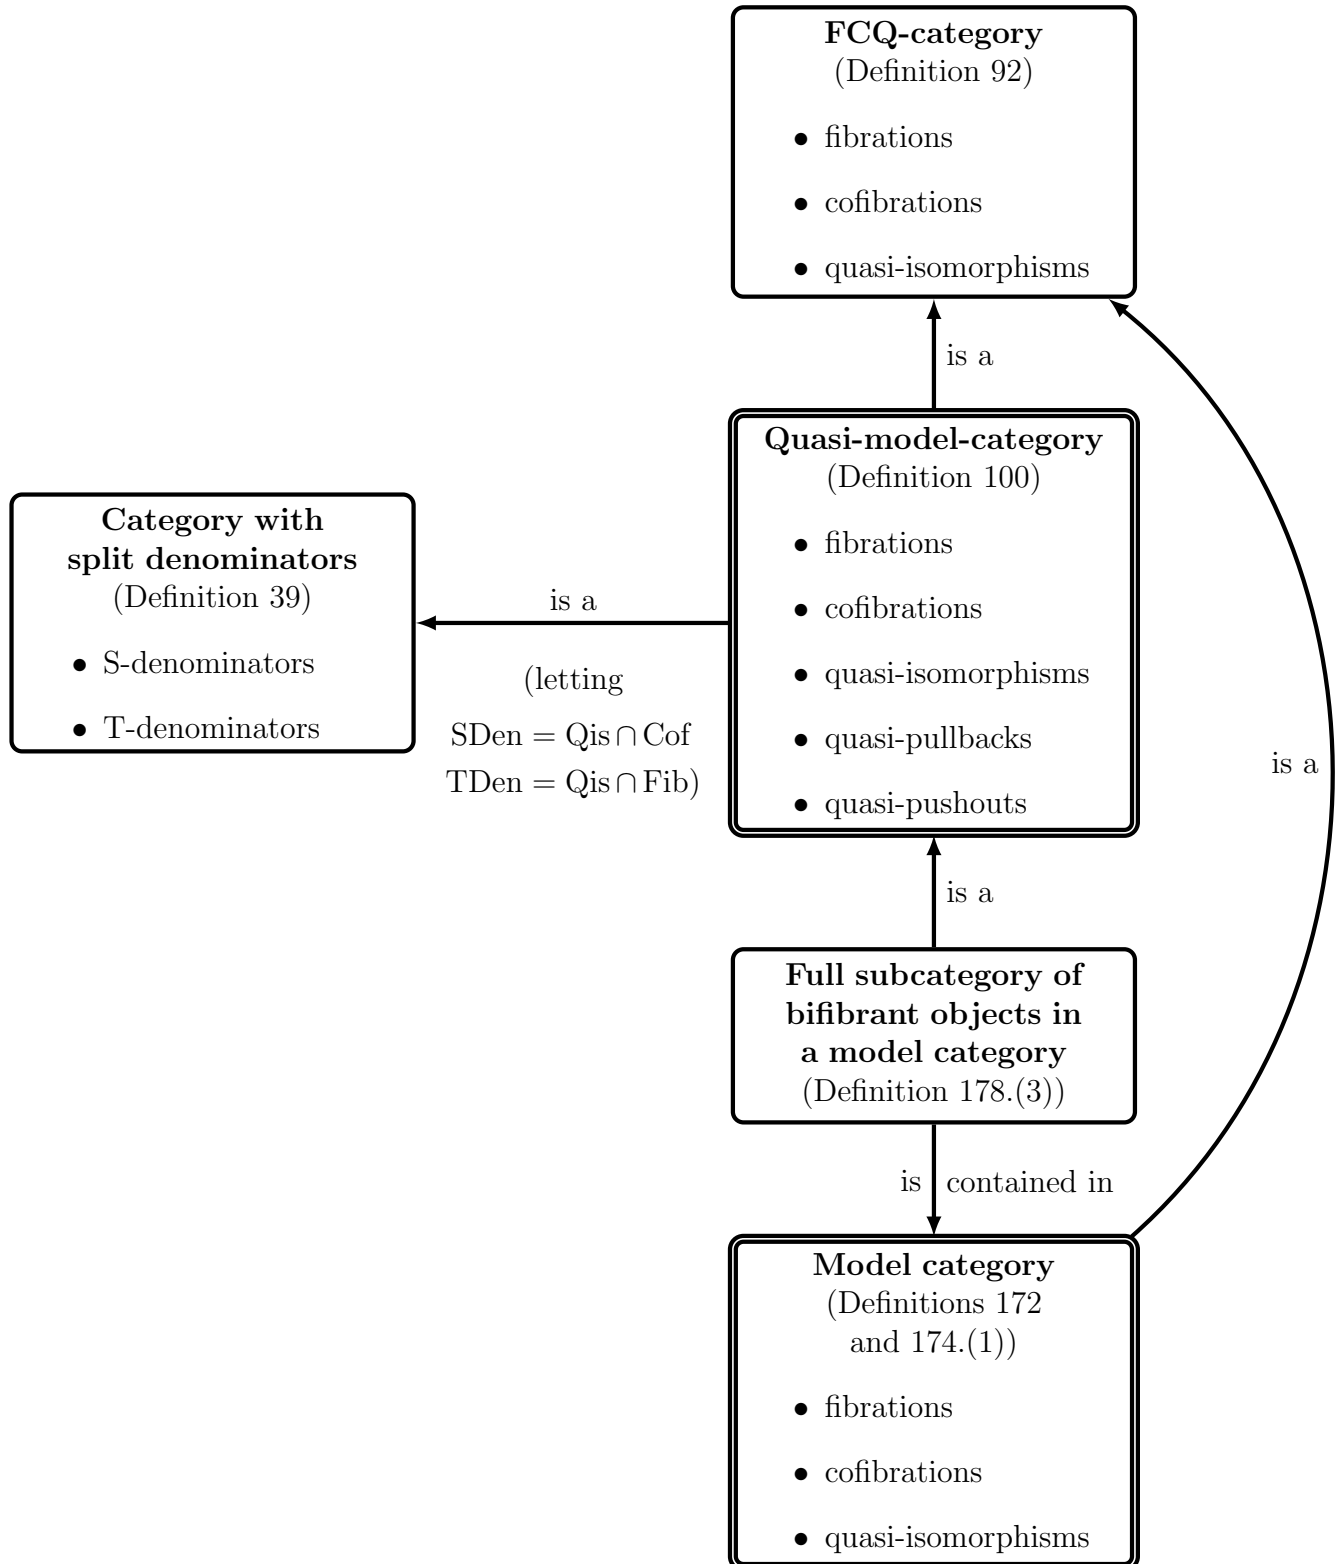 FCQ-category
(Definition 92)
• fibrations
• cofibrations
• quasi-isomorphisms
is a
Quasi-model-category
(Definition 100)
• fibrations
• cofibrations
• quasi-isomorphisms
• quasi-pullbacks
• quasi-pushouts
Category with
split denominators
(Definition 39)
• S-denominators
• T-denominators
is a
(letting
SDen = Qis ∩ Cof
TDen = Qis ∩ Fib)
is a
is a
Full subcategory of
bifibrant objects in
a model category
(Definition 178.(3))
is contained in
Model category
(Definitions 172
and 174.(1))
• fibrations
• cofibrations
• quasi-isomorphisms